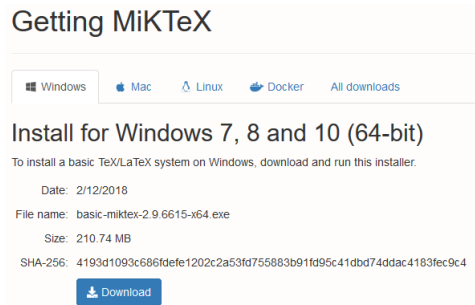 Getting MiKTeX
Windows Mac Linux Docker All downloads
Install for Windows 7, 8 and 10 (64-bit)
To install a basic TeX/LaTeX system on Windows, download and run this installer.
Date: 2/12/2018
File name: basic-miktex-2.9.6615-x64.exe
Size: 210.74 MB
SHA-256: 4193d1093c686fdefe1202c2a53fd755883b91fd95c41dbd74ddac4183fec9c4
Download